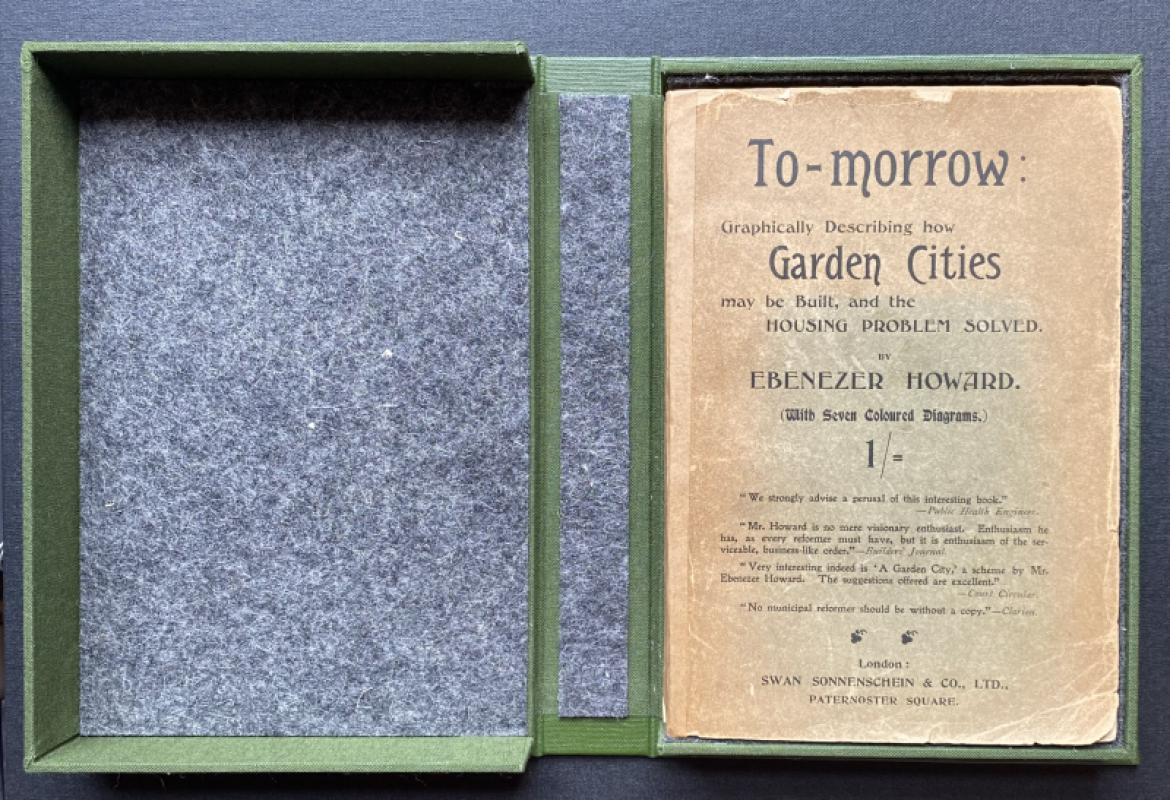 To-morrow:
Graphically Describing how
Garden Cities
may be Built, and the
HOUSING PROBLEM SOLVED.
BY
EBENEZER HOWARD.
(With Seven Coloured Diagrams.)
1/=
"We strongly advise a perusal of this interesting book."
—Public Health Engineer.
"Mr. Howard is no mere visionary enthusiast. Enthusiasm he
has, as every reformer must have, but it is enthusiasm of the ser-
viceable, business-like order."—Builders' Journal.
"Very interesting indeed is 'A Garden City,' a scheme by Mr.
Ebenezer Howard. The suggestions offered are excellent."
—Court Circular.
"No municipal reformer should be without a copy."—Clarion.
London:
SWAN SONNENSCHEIN & CO., LTD.,
PATERNOSTER SQUARE.